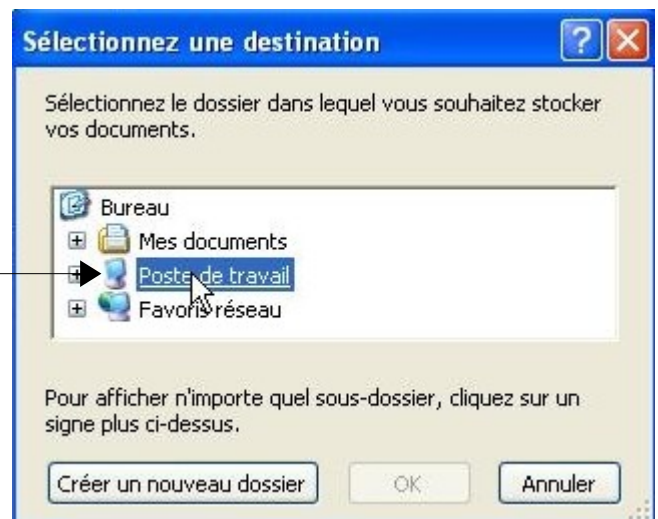 Sélectionnez une destination
Sélectionnez le dossier dans lequel vous souhaitez stocker
vos documents.
Bureau
Mes documents
Poste de travail
Favoris réseau
Pour afficher n'importe quel sous-dossier, cliquez sur un
signe plus ci-dessus.
Créer un nouveau dossier OK Annuler